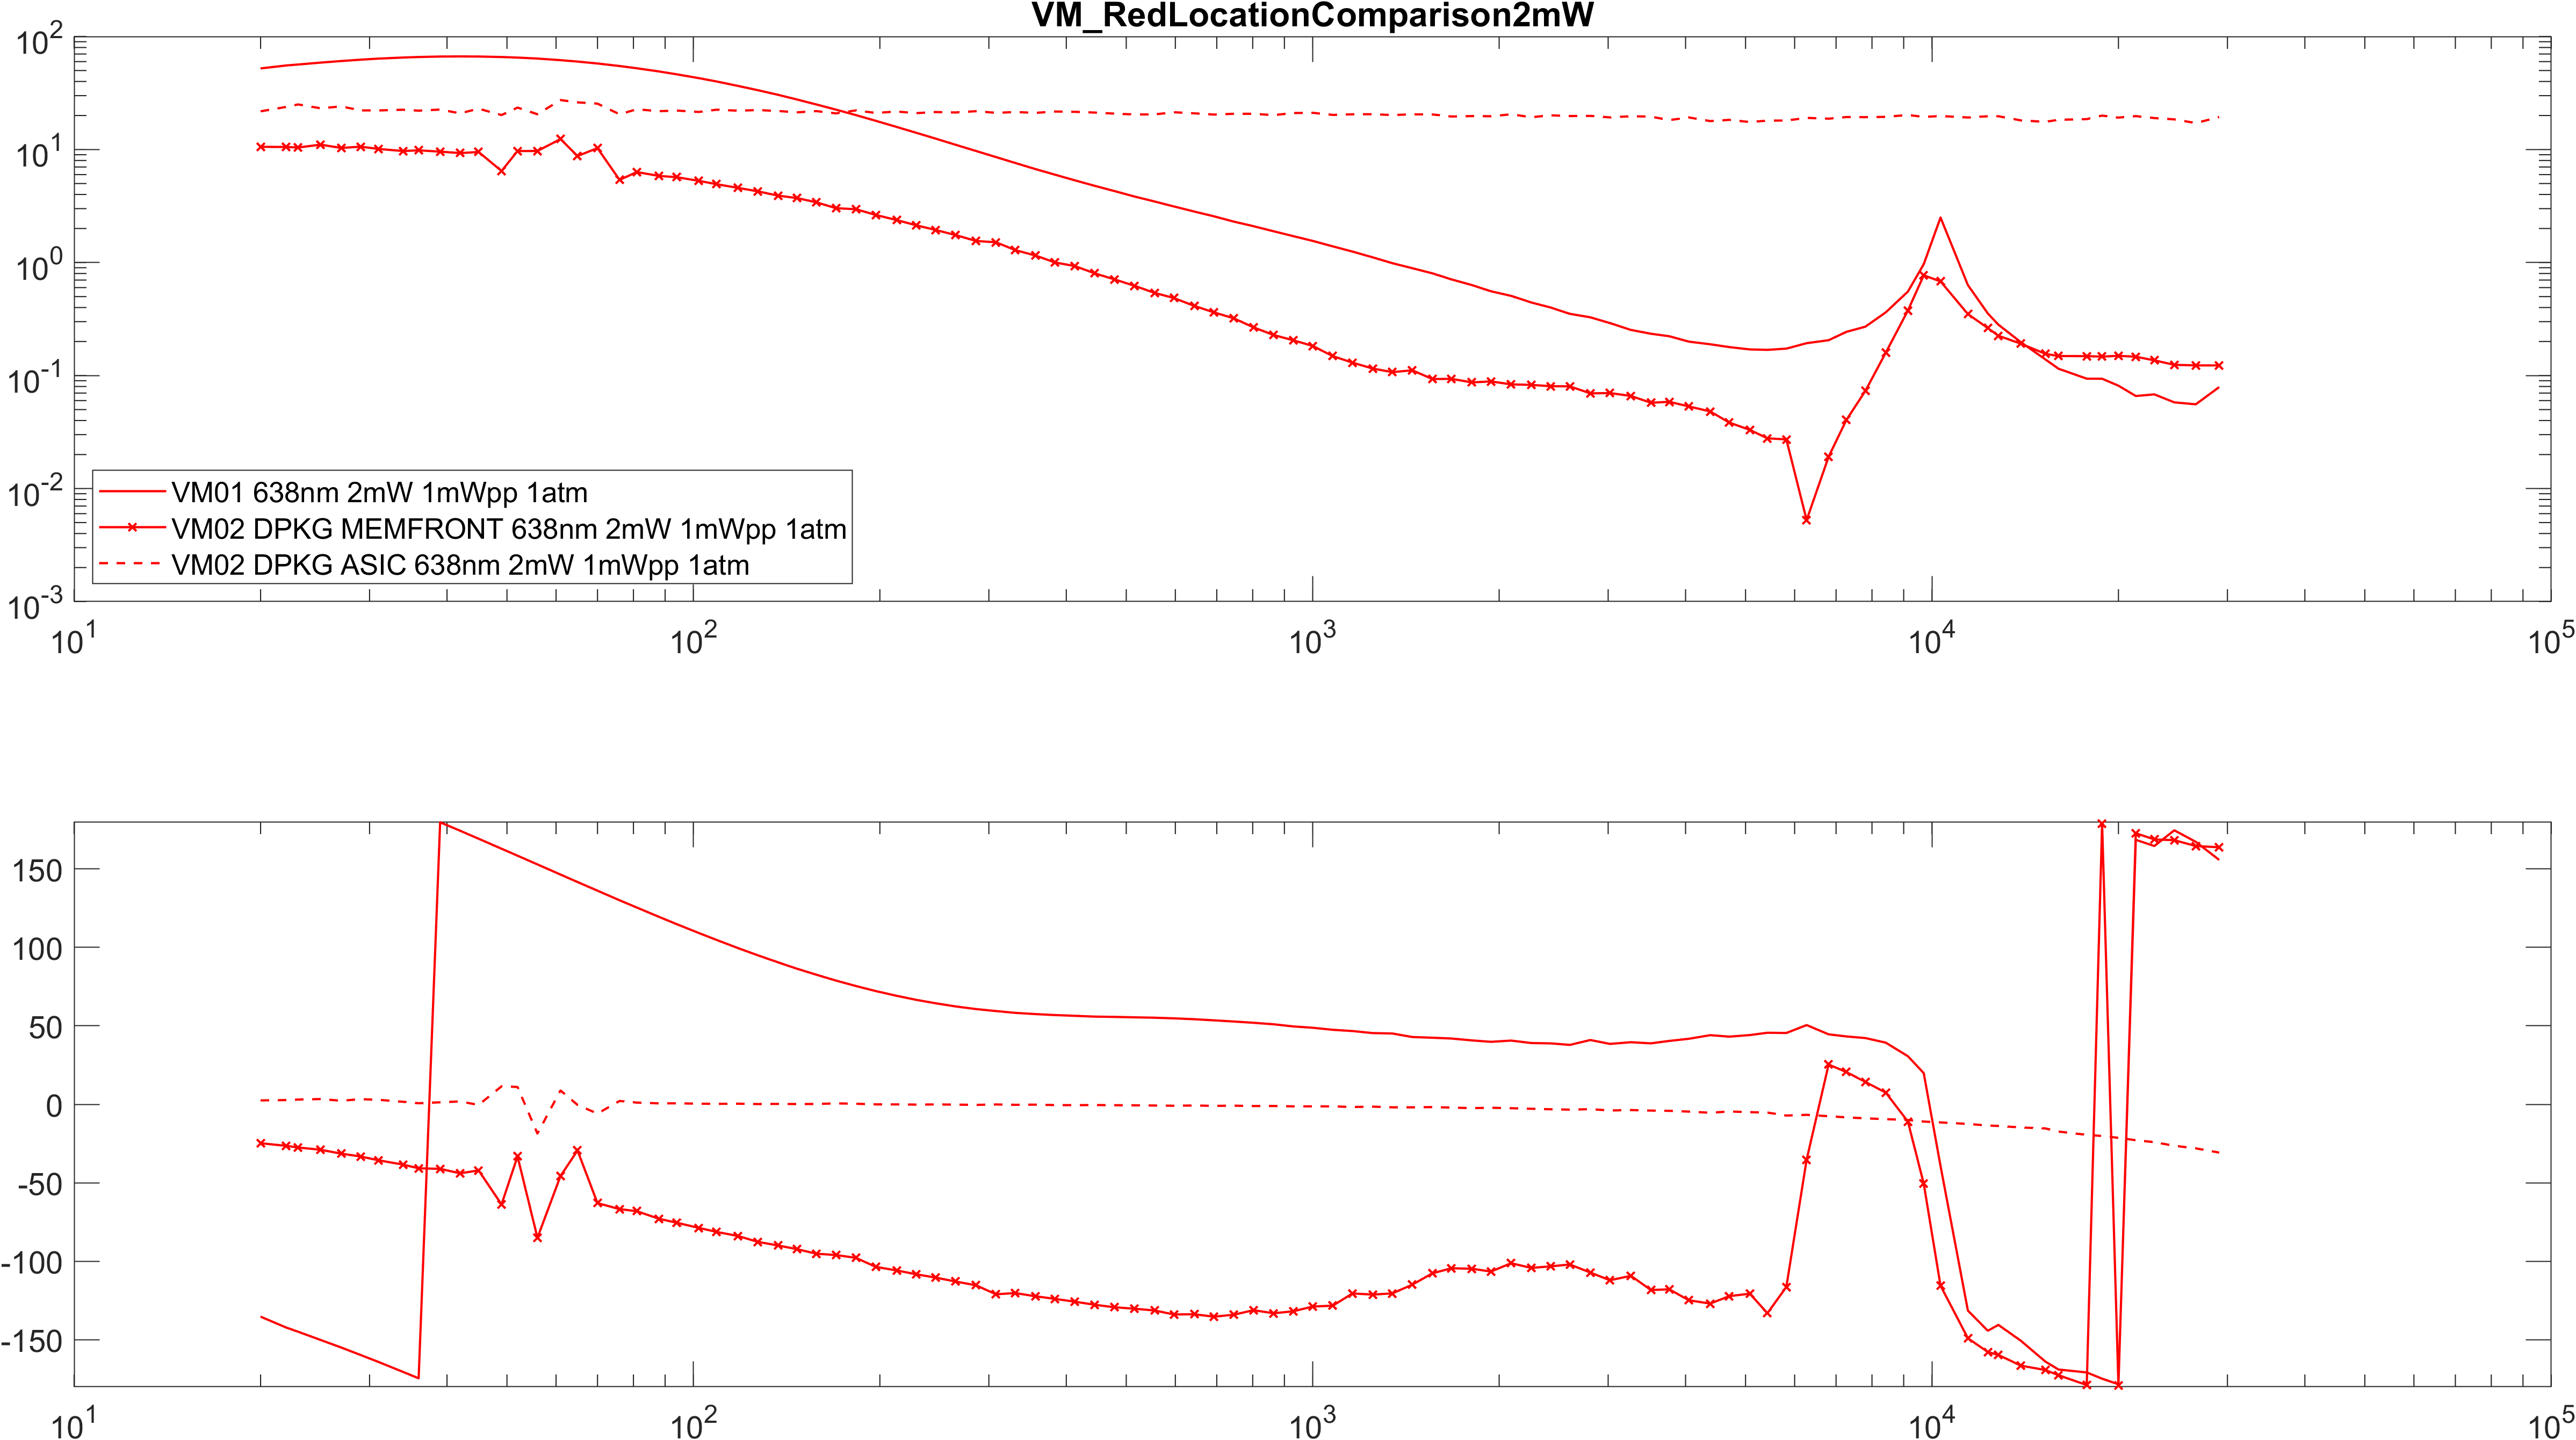 VM_RedLocationComparison2mW
10^2
10^1
10^0
10^-1
10^-2
10^-3
VM01 638nm 2mW 1mWpp 1atm
VM02 DPKG MEMFRONT 638nm 2mW 1mWpp 1atm
VM02 DPKG ASIC 638nm 2mW 1mWpp 1atm
10^1 10^2 10^3 10^4 10^5
150
100
50
0
-50
-100
-150
10^1 10^2 10^3 10^4 10^5